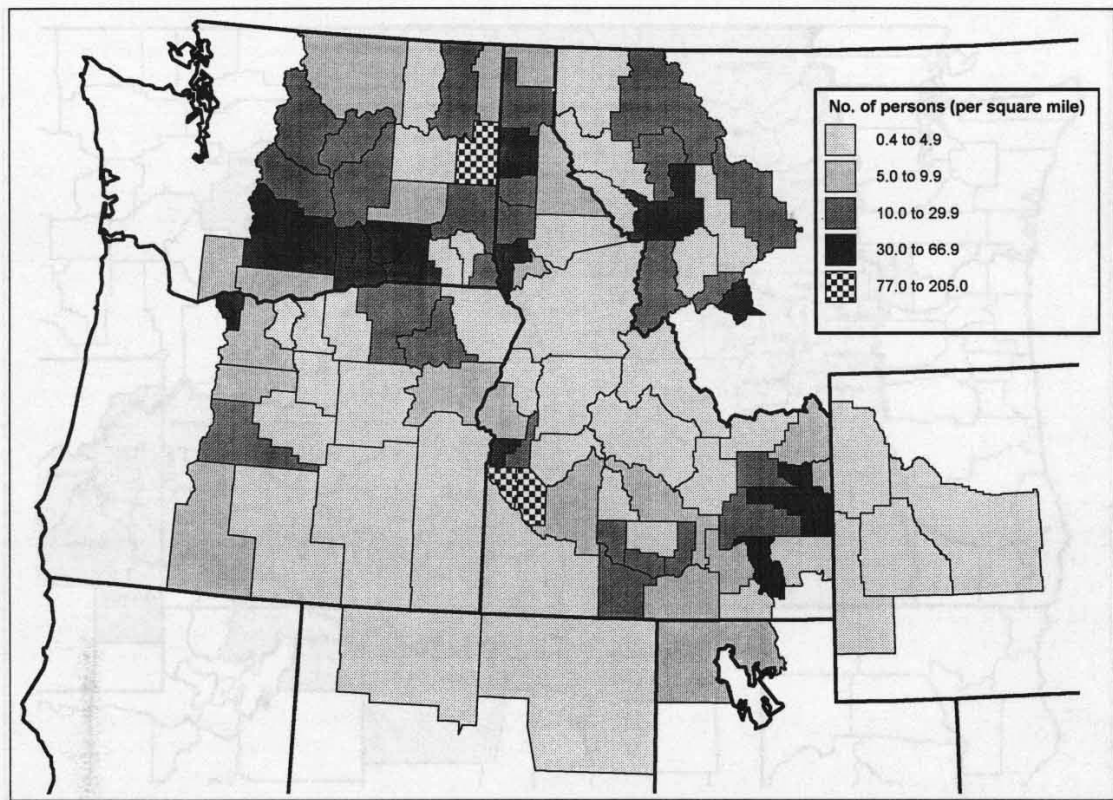 No. of persons (per square mile)
0.4 to 4.9
5.0 to 9.9
10.0 to 29.9
30.0 to 66.9
77.0 to 205.0